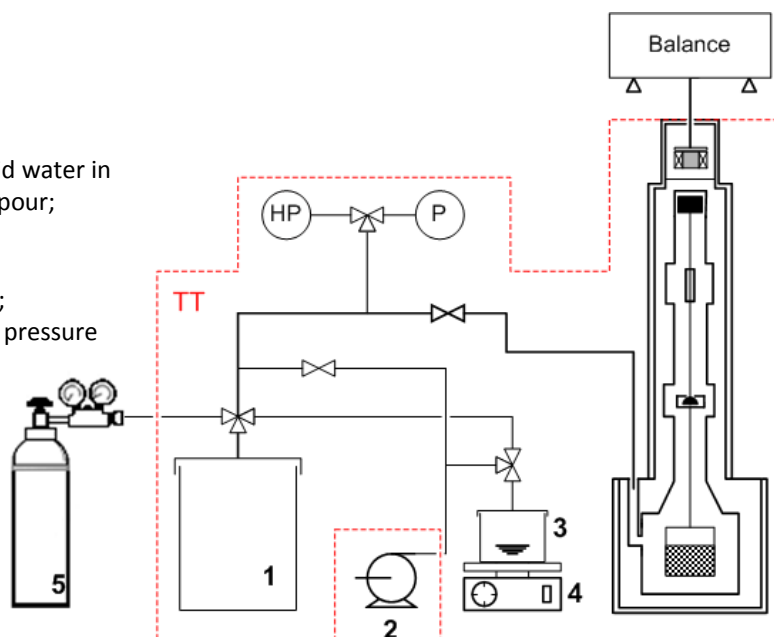 Balance
d water in
pour;
HP P
TT
;
pressure
5
1
3
4
2